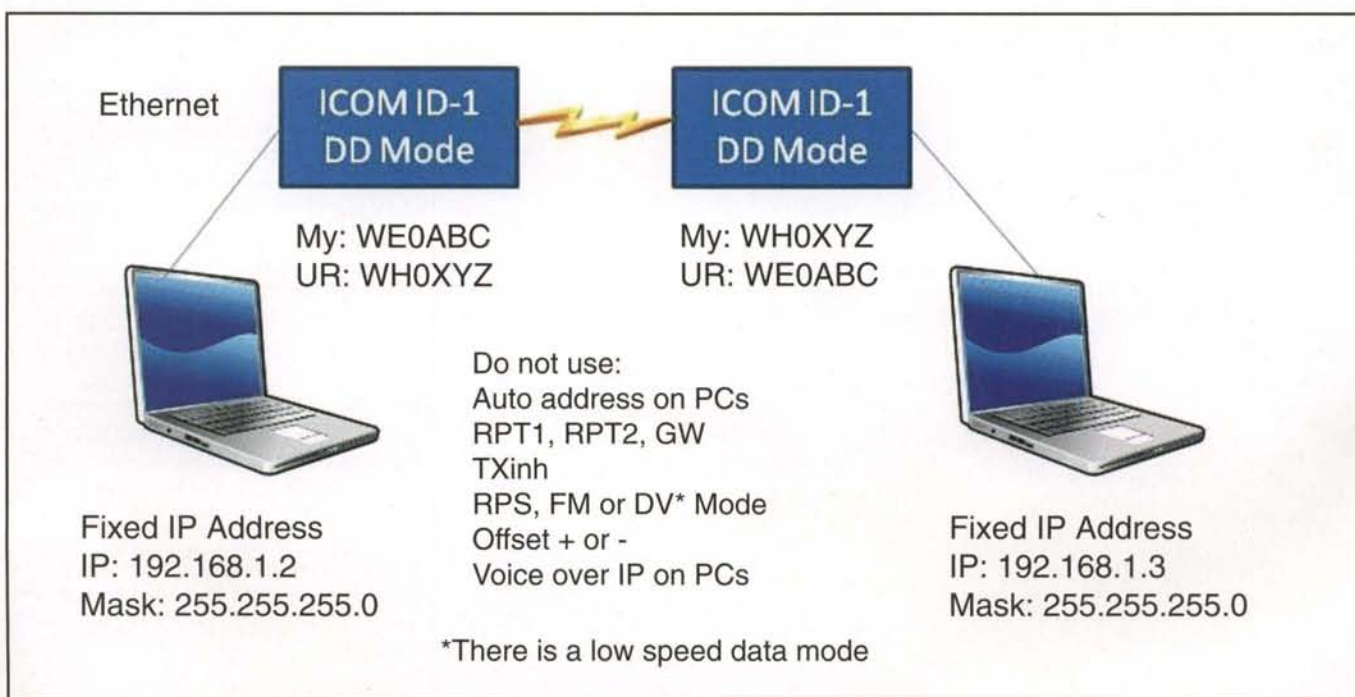 Ethernet
ICOM ID-1
DD Mode
ICOM ID-1
DD Mode
My: WE0ABC
UR: WH0XYZ
My: WH0XYZ
UR: WE0ABC
Do not use:
Auto address on PCs
RPT1, RPT2, GW
TXinh
RPS, FM or DV* Mode
Offset + or -
Voice over IP on PCs
Fixed IP Address
IP: 192.168.1.2
Mask: 255.255.255.0
Fixed IP Address
IP: 192.168.1.3
Mask: 255.255.255.0
*There is a low speed data mode